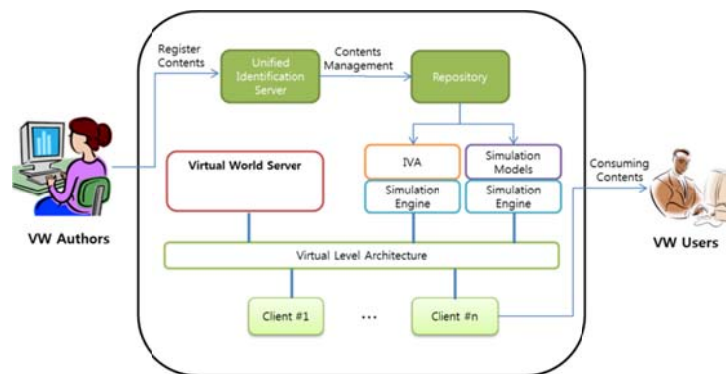 Register
Contents
Unified
Identification
Server
Contents
Management
Repository
VW Authors
Virtual World Server
IVA
Simulation
Engine
Simulation
Models
Simulation
Engine
Consuming
Contents
VW Users
Virtual Level Architecture
Client #1
...
Client #n